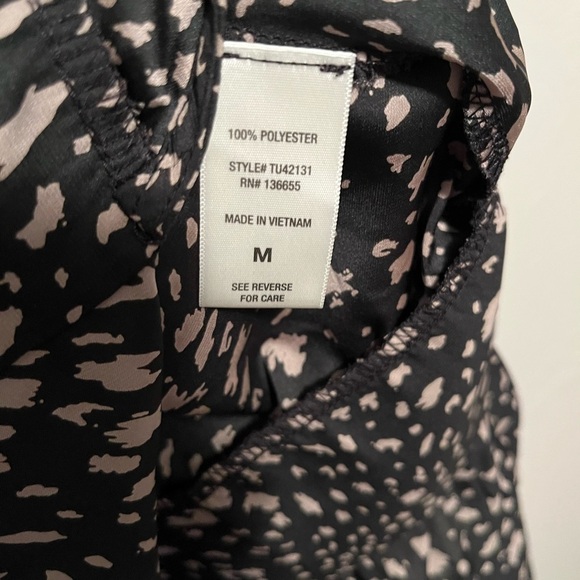 100% POLYESTER
STYLE# TU42131
RN# 136655
MADE IN VIETNAM
M
SEE REVERSE
FOR CARE